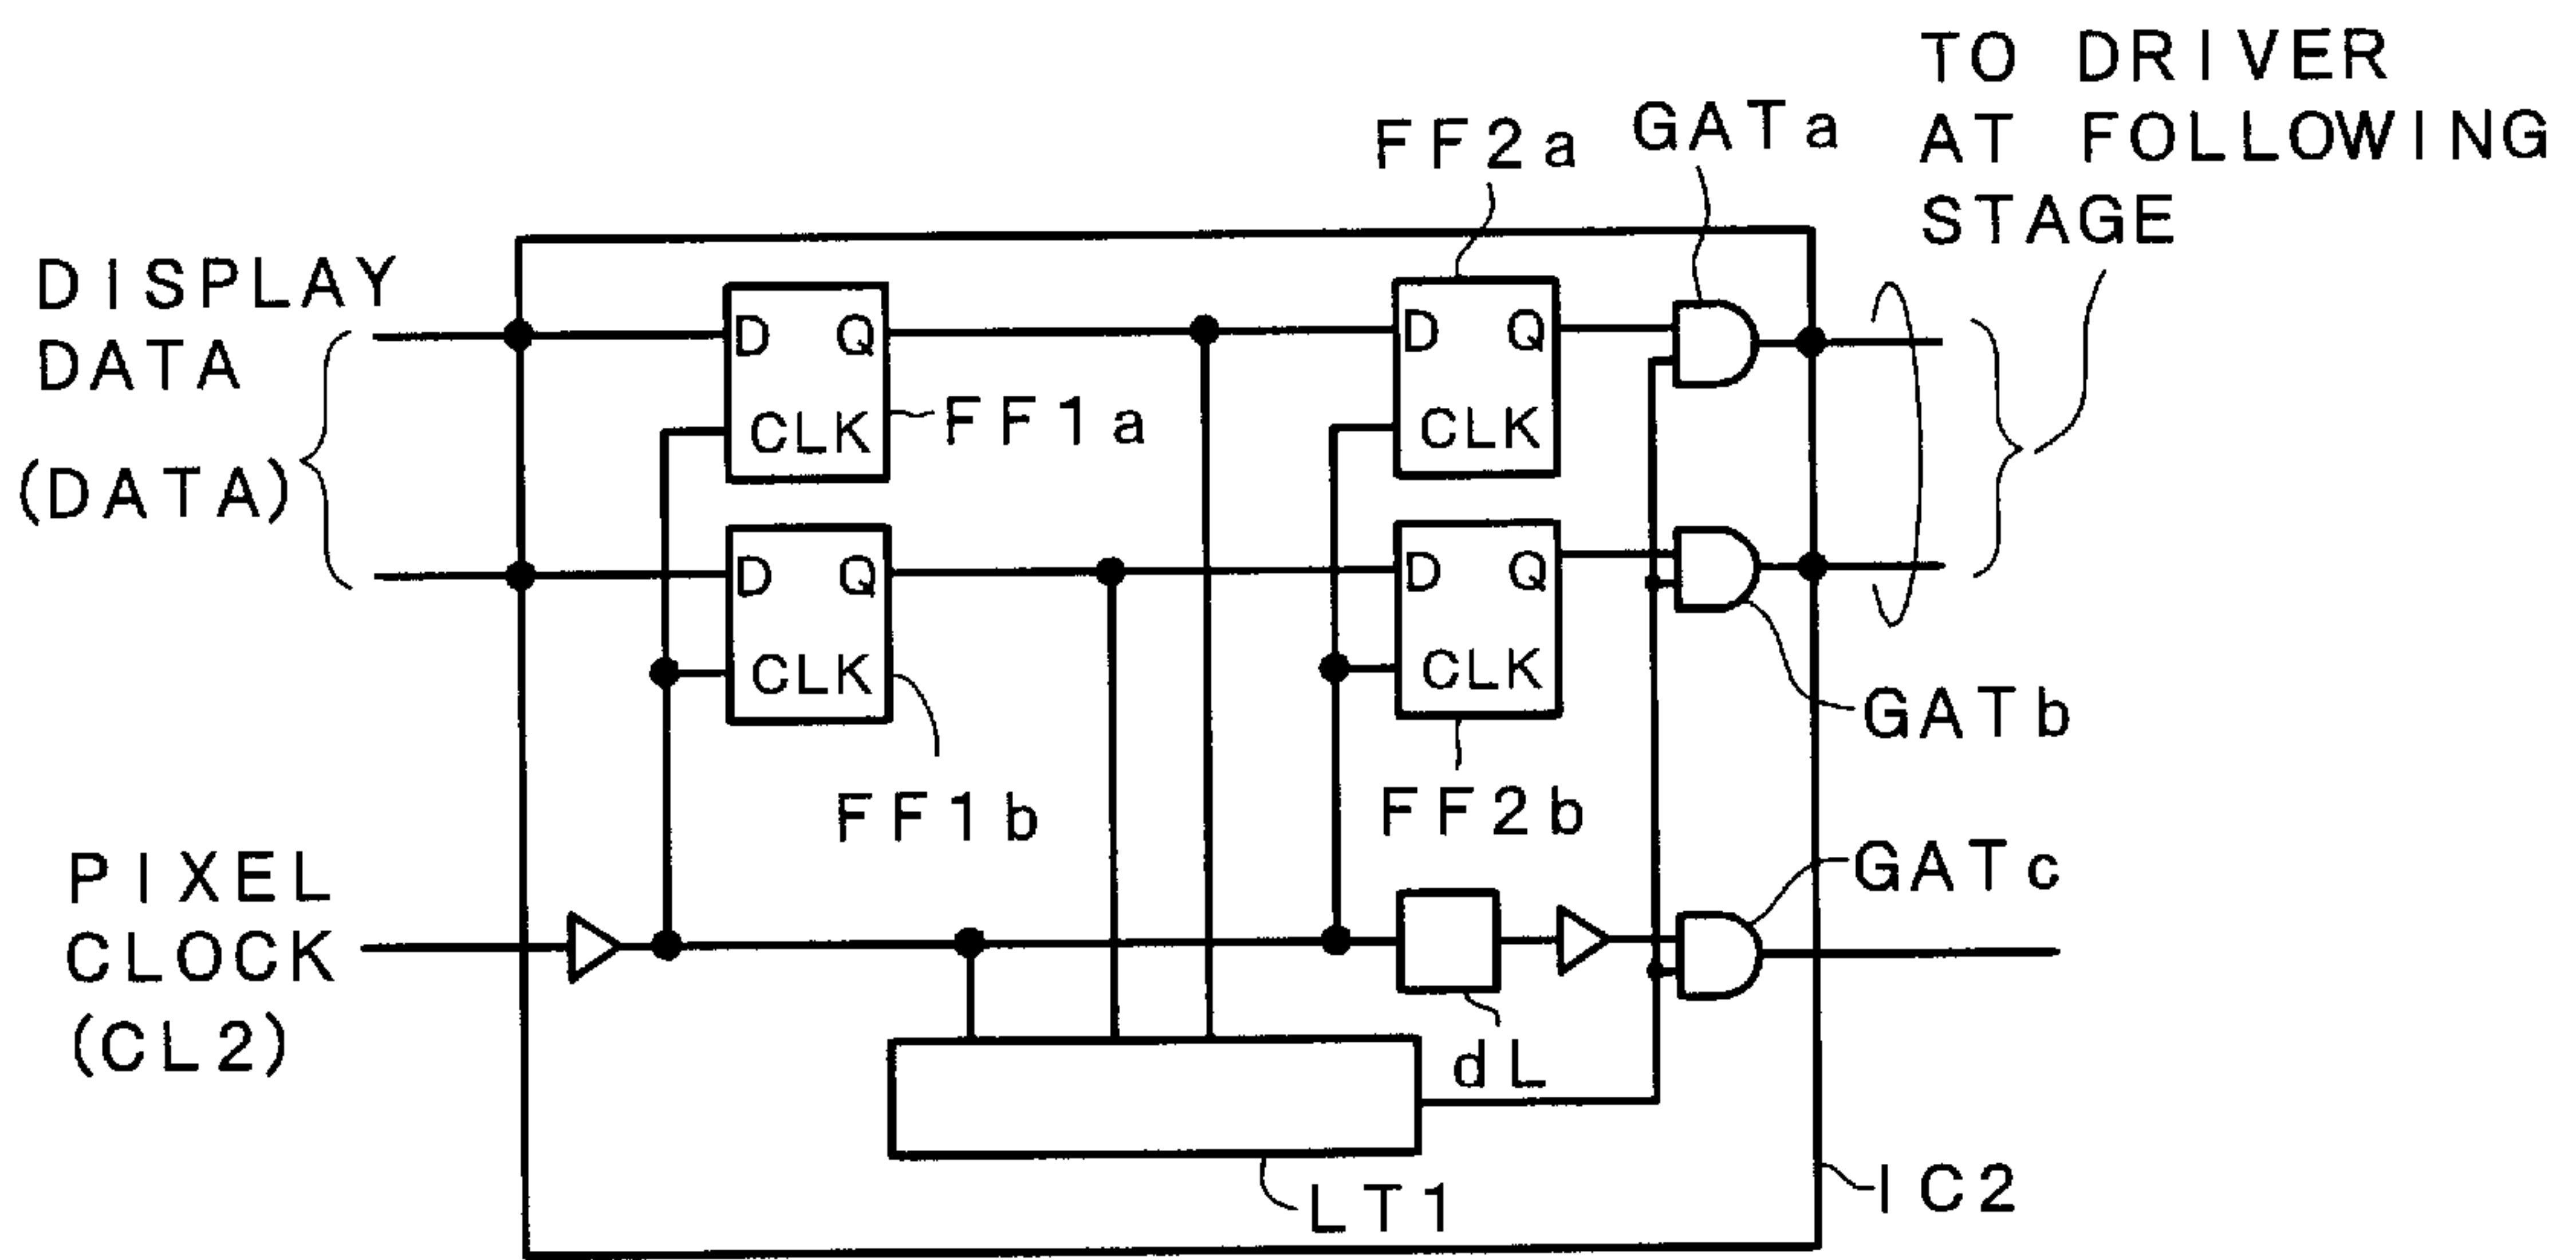 TO DRIVER
AT FOLLOWING
STAGE
GATa
FF2a
DISPLAY
DATA
(DATA)
D Q
CLK
FF1a
D Q
CLK
D Q
CLK
FF1b
D Q
CLK
FF2b
GATb
PIXEL
CLOCK
(CL2)
GATc
dL
LT1
IC2